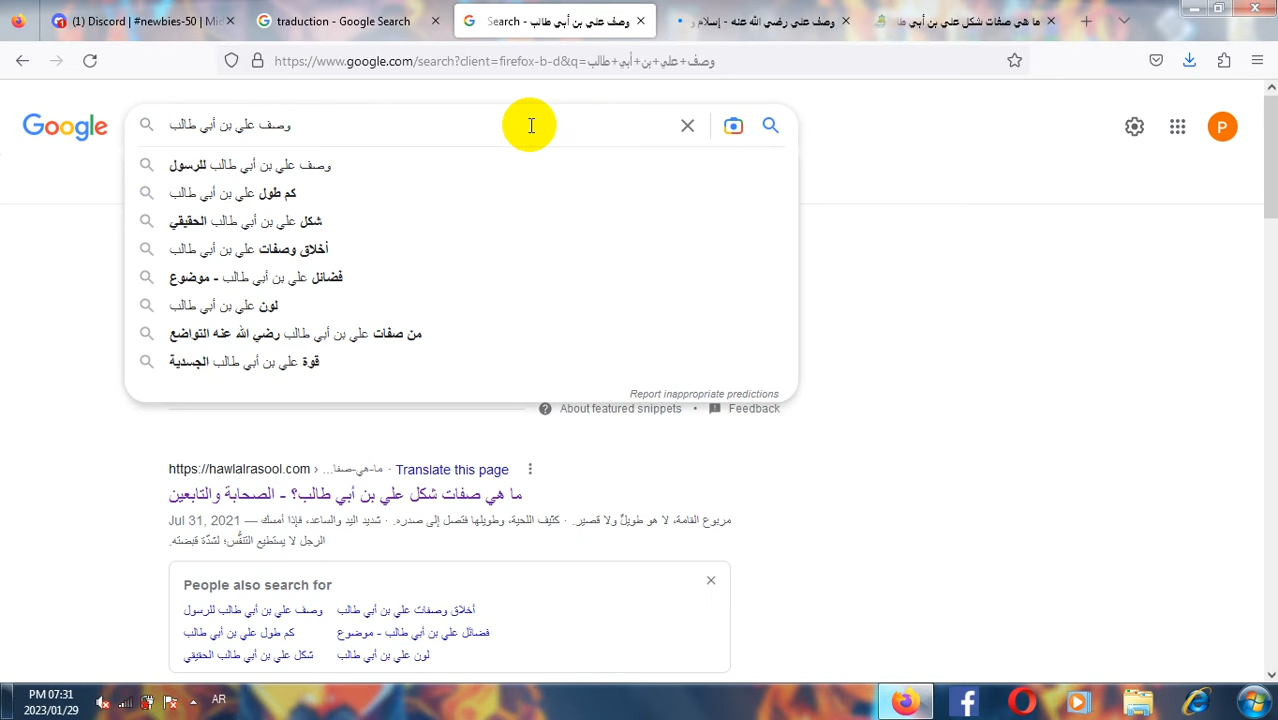 (1) Discord | #newbies-50 | Mi
traduction - Google Search
وصف علي بن أبي طالب - Search
وصف علي رضي الله عنه - إسلام و
ما هي صفات شكل علي بن أبي طا
https://www.google.com/search?client=firefox-b-d&q=وصف+علي+بن+أبي+طالب
Google
وصف علي بن أبي طالب
P
وصف علي بن أبي طالب للرسول
كم طول علي بن أبي طالب
شكل علي بن أبي طالب الحقيقي
أخلاق وصفات علي بن أبي طالب
فضائل علي بن أبي طالب - موضوع
لون علي بن أبي طالب
من صفات علي بن أبي طالب رضي الله عنه التواضع
قوة علي بن أبي طالب الجسدية
Report inappropriate predictions
About featured snippets • Feedback
https://hawlalrasool.com › ما-هي-صفا... · Translate this page
ما هي صفات شكل علي بن أبي طالب؟ - الصحابة والتابعين
Jul 31, 2021 — مربوع القامة، لا هو طويلٌ ولا قصير. · كثيف اللحية، وطويلها فتصل إلى صدره. · شديد اليد والساعد، فإذا أمسك
الرجل لا يستطيع التنفُّس؛ لشدّة قبضته.
People also search for
وصف علي بن أبي طالب للرسول أخلاق وصفات علي بن أبي طالب
كم طول علي بن أبي طالب فضائل علي بن أبي طالب - موضوع
شكل علي بن أبي طالب الحقيقي لون علي بن أبي طالب
PM 07:31
2023/01/29
AR